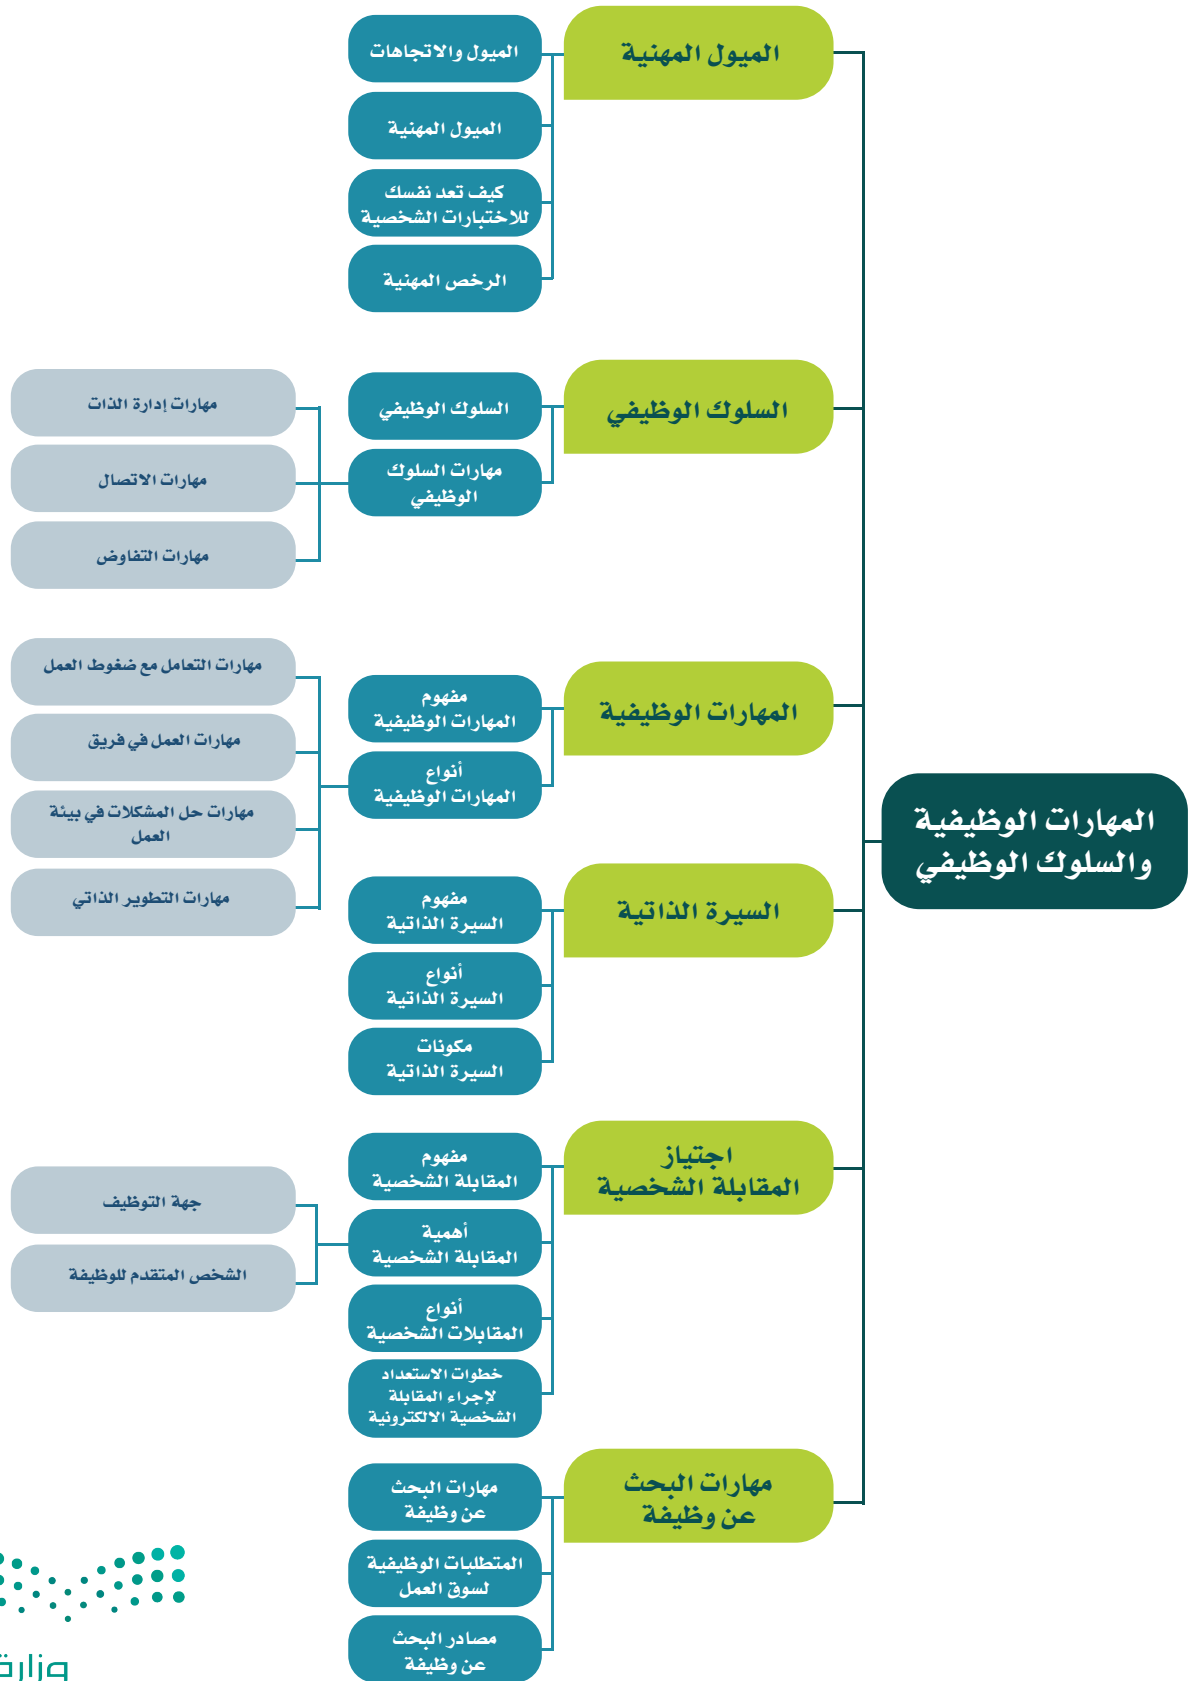 المهارات الوظيفية
والسلوك الوظيفي
الميول المهنية
الميول والاتجاهات
الميول المهنية
كيف تعد نفسك
للاختبارات الشخصية
الرخص المهنية
السلوك الوظيفي
السلوك الوظيفي
مهارات السلوك
الوظيفي
مهارات إدارة الذات
مهارات الاتصال
مهارات التفاوض
المهارات الوظيفية
مفهوم
المهارات الوظيفية
أنواع
المهارات الوظيفية
مهارات التعامل مع ضغوط العمل
مهارات العمل في فريق
مهارات حل المشكلات في بيئة
العمل
مهارات التطوير الذاتي
السيرة الذاتية
مفهوم
السيرة الذاتية
أنواع
السيرة الذاتية
مكونات
السيرة الذاتية
اجتياز
المقابلة الشخصية
مفهوم
المقابلة الشخصية
أهمية
المقابلة الشخصية
جهة التوظيف
الشخص المتقدم للوظيفة
أنواع
المقابلات الشخصية
خطوات الاستعداد
لإجراء المقابلة
الشخصية الالكترونية
مهارات البحث
عن وظيفة
مهارات البحث
عن وظيفة
المتطلبات الوظيفية
لسوق العمل
مصادر البحث
عن وظيفة
وزارة